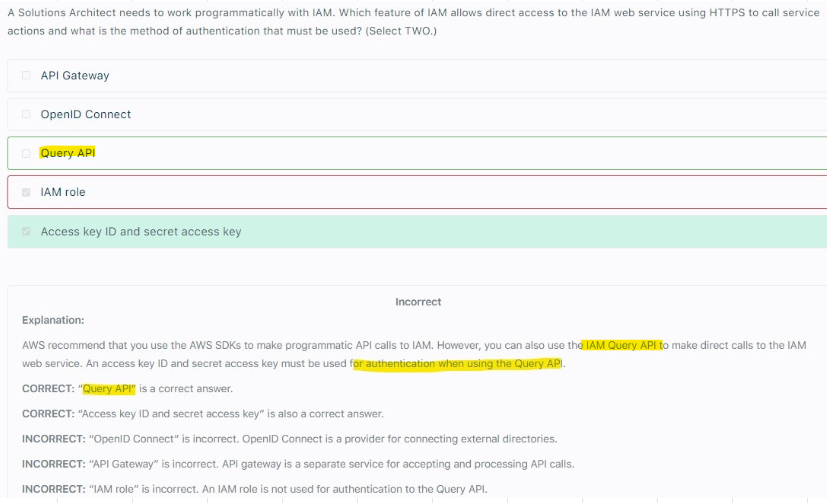 A Solutions Architect needs to work programmatically with IAM. Which feature of IAM allows direct access to the IAM web service using HTTPS to call service
actions and what is the method of authentication that must be used? (Select TWO.)
API Gateway
OpenID Connect
Query API
IAM role
Access key ID and secret access key
Incorrect
Explanation:
AWS recommend that you use the AWS SDKs to make programmatic API calls to IAM. However, you can also use the IAM Query API to make direct calls to the IAM
web service. An access key ID and secret access key must be used for authentication when using the Query API.
CORRECT: “Query API” is a correct answer.
CORRECT: “Access key ID and secret access key” is also a correct answer.
INCORRECT: “OpenID Connect” is incorrect. OpenID Connect is a provider for connecting external directories.
INCORRECT: “API Gateway” is incorrect. API gateway is a separate service for accepting and processing API calls.
INCORRECT: “IAM role” is incorrect. An IAM role is not used for authentication to the Query API.